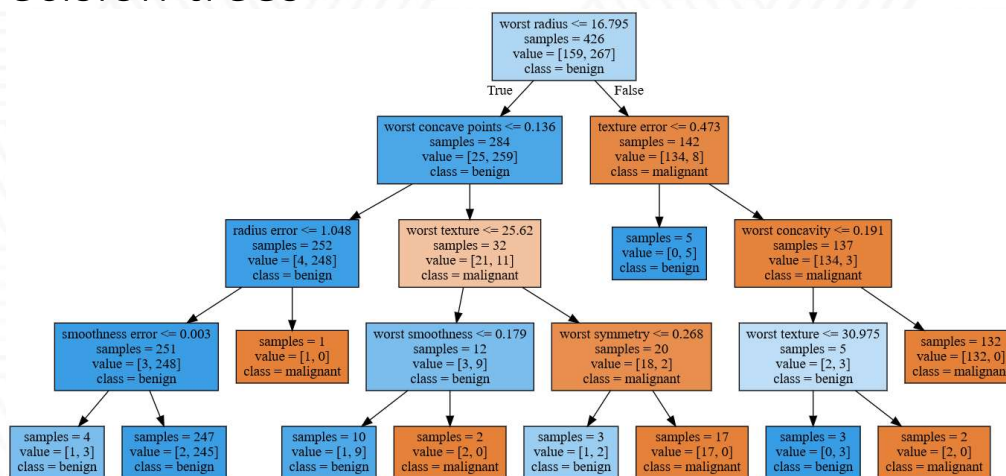 worst radius <= 16.795
samples = 426
value = [159, 267]
class = benign
True
False
worst concave points <= 0.136
samples = 284
value = [25, 259]
class = benign
texture error <= 0.473
samples = 142
value = [134, 8]
class = malignant
radius error <= 1.048
samples = 252
value = [4, 248]
class = benign
worst texture <= 25.62
samples = 32
value = [21, 11]
class = malignant
samples = 5
value = [0, 5]
class = benign
worst concavity <= 0.191
samples = 137
value = [134, 3]
class = malignant
smoothness error <= 0.003
samples = 251
value = [3, 248]
class = benign
samples = 1
value = [1, 0]
class = malignant
worst smoothness <= 0.179
samples = 12
value = [3, 9]
class = benign
worst symmetry <= 0.268
samples = 20
value = [18, 2]
class = malignant
worst texture <= 30.975
samples = 5
value = [2, 3]
class = benign
samples = 132
value = [132, 0]
class = malignan
samples = 4
value = [1, 3]
class = benign
samples = 247
value = [2, 245]
class = benign
samples = 10
value = [1, 9]
class = benign
samples = 2
value = [2, 0]
class = malignant
samples = 3
value = [1, 2]
class = benign
samples = 17
value = [17, 0]
class = malignant
samples = 3
value = [0, 3]
class = benign
samples = 2
value = [2, 0]
class = malignant